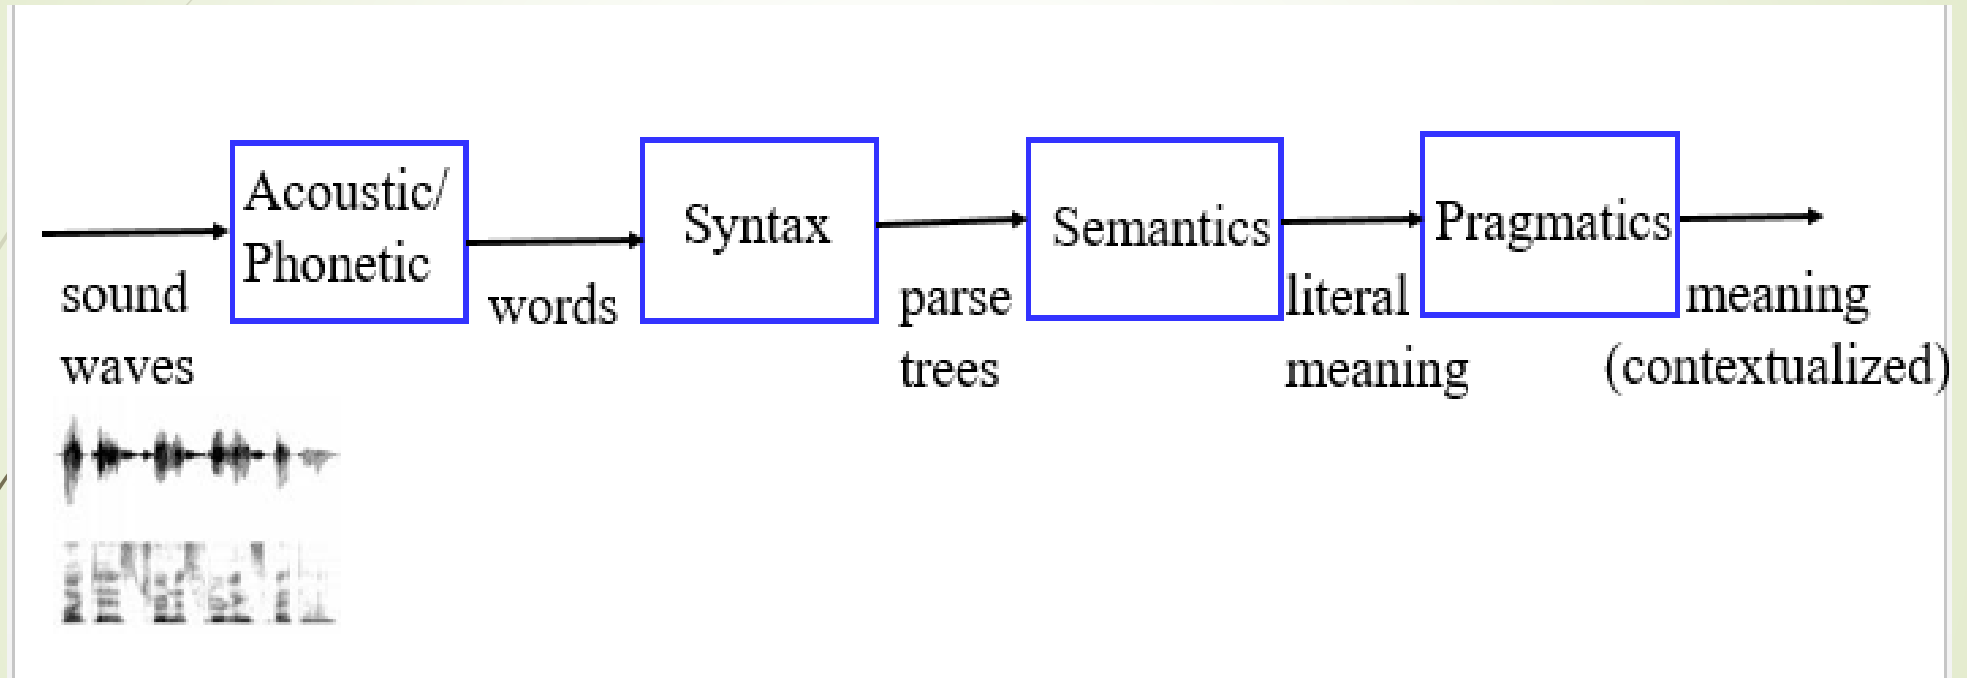 sound
waves
Acoustic/
Phonetic
words
Syntax
parse
trees
Semantics
literal
meaning
Pragmatics
meaning
(contextualized)